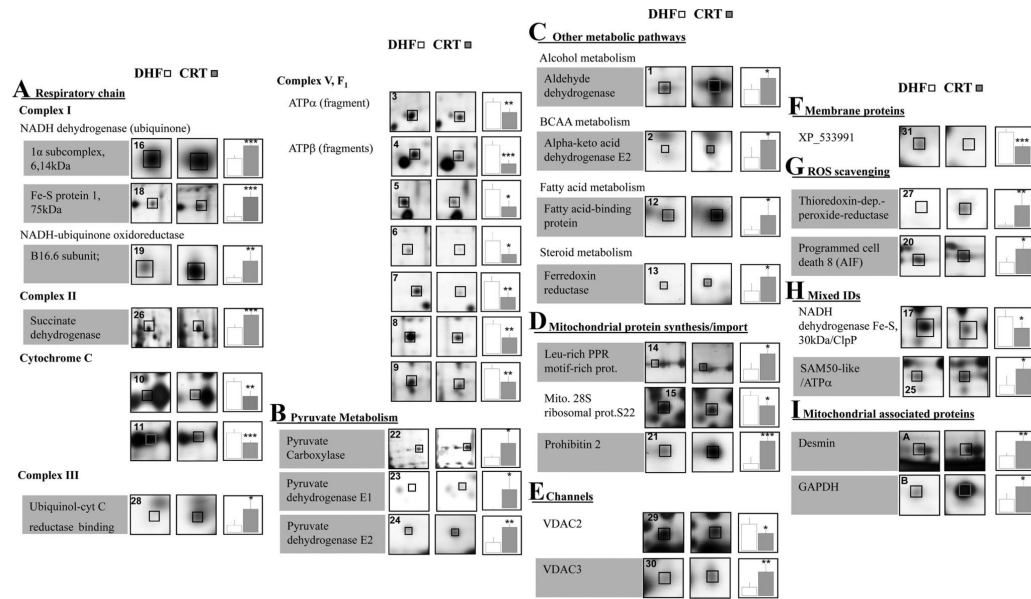 DHF CRT
A Respiratory chain
Complex I
NADH dehydrogenase (ubiquinone)
1α subcomplex,
6,14kDa
16
***
Fe-S protein 1,
75kDa
18
***
NADH-ubiquinone oxidoreductase
B16.6 subunit;
19
**
Complex II
Succinate
dehydrogenase
26
***
Cytochrome C
10
**
11
***
Complex III
Ubiquinol-cyt C
reductase binding
28
*
DHF CRT
Complex V, F1
ATPα (fragment)
3
**
ATPβ (fragments)
4
***
5
*
6
*
7
**
8
**
9
**
B Pyruvate Metabolism
Pyruvate
Carboxylase
22
*
Pyruvate
dehydrogenase E1
23
*
Pyruvate
dehydrogenase E2
24
**
DHF CRT
C Other metabolic pathways
Alcohol metabolism
Aldehyde
dehydrogenase
1
*
BCAA metabolism
Alpha-keto acid
dehydrogenase E2
2
*
Fatty acid metabolism
Fatty acid-binding
protein
12
*
Steroid metabolism
Ferredoxin
reductase
13
*
D Mitochondrial protein synthesis/import
Leu-rich PPR
motif-rich prot.
14
*
Mito. 28S
ribosomal prot.S22
15
*
Prohibitin 2
21
***
E Channels
VDAC2
29
*
VDAC3
30
**
DHF CRT
F Membrane proteins
XP_533991
31
***
G ROS scavenging
Thioredoxin-dep.-
peroxide-reductase
27
**
Programmed cell
death 8 (AIF)
20
*
H Mixed IDs
NADH
dehydrogenase Fe-S,
30kDa/ClpP
17
*
SAM50-like
/ATPα
25
*
I Mitochondrial associated proteins
Desmin
A
**
GAPDH
B
*